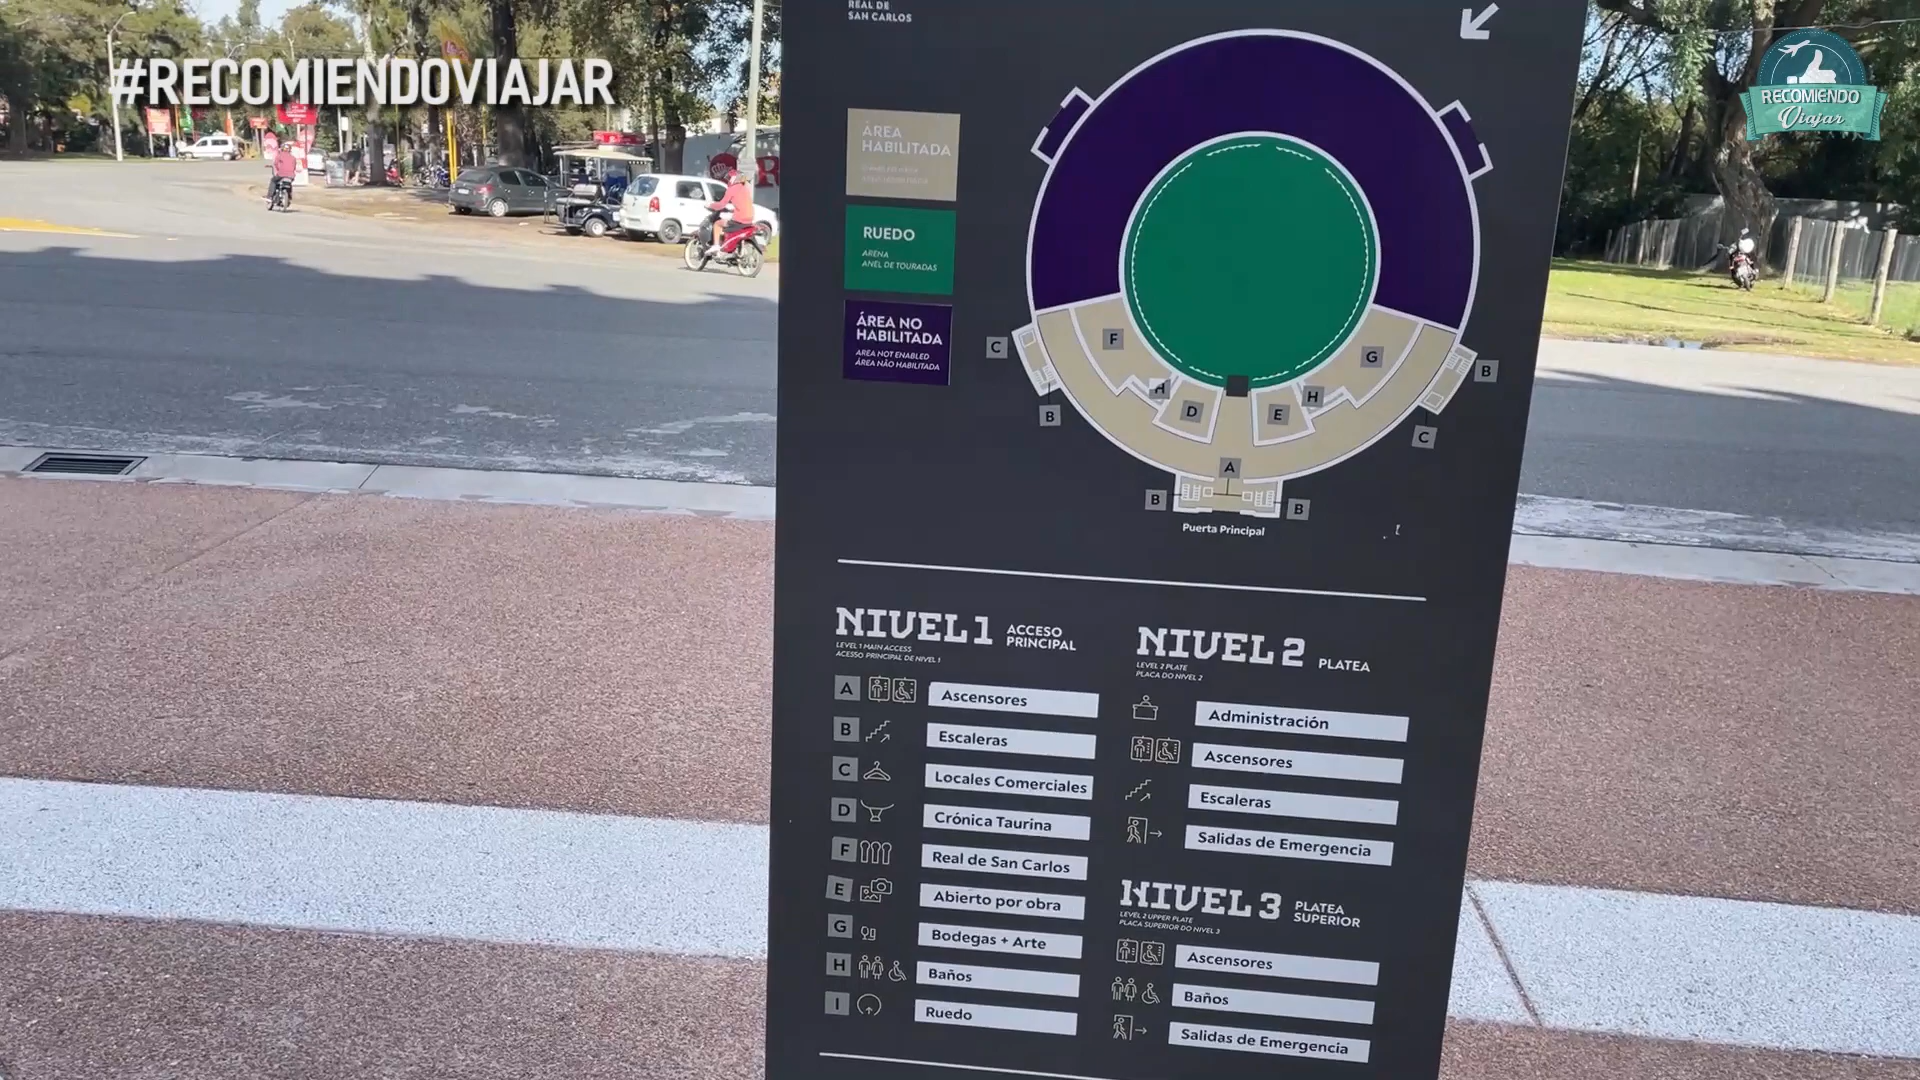 #RECOMIENDOVIAJAR
RECOMIENDO
Viajar
REAL DE
SAN CARLOS
ÁREA
HABILITADA
RUEDO
ARENA
ANEL DE TOURADAS
ÁREA NO
HABILITADA
AREA NOT ENABLED
ÁREA NÃO HABILITADA
F
G
C
B
H
H
D
E
B
C
A
B
B
Puerta Principal
NIVEL 1 ACCESO
PRINCIPAL
LEVEL 1 MAIN ACCESS
ACESSO PRINCIPAL DE NIVEL 1
A Ascensores
B Escaleras
C Locales Comerciales
D Crónica Taurina
F Real de San Carlos
E Abierto por obra
G Bodegas + Arte
H Baños
I Ruedo
NIVEL 2 PLATEA
LEVEL 2 PLATE
PLACA DO NIVEL 2
Administración
Ascensores
Escaleras
Salidas de Emergencia
NIVEL 3 PLATEA
SUPERIOR
LEVEL 2 UPPER PLATE
PLACA SUPERIOR DO NIVEL 3
Ascensores
Baños
Salidas de Emergencia